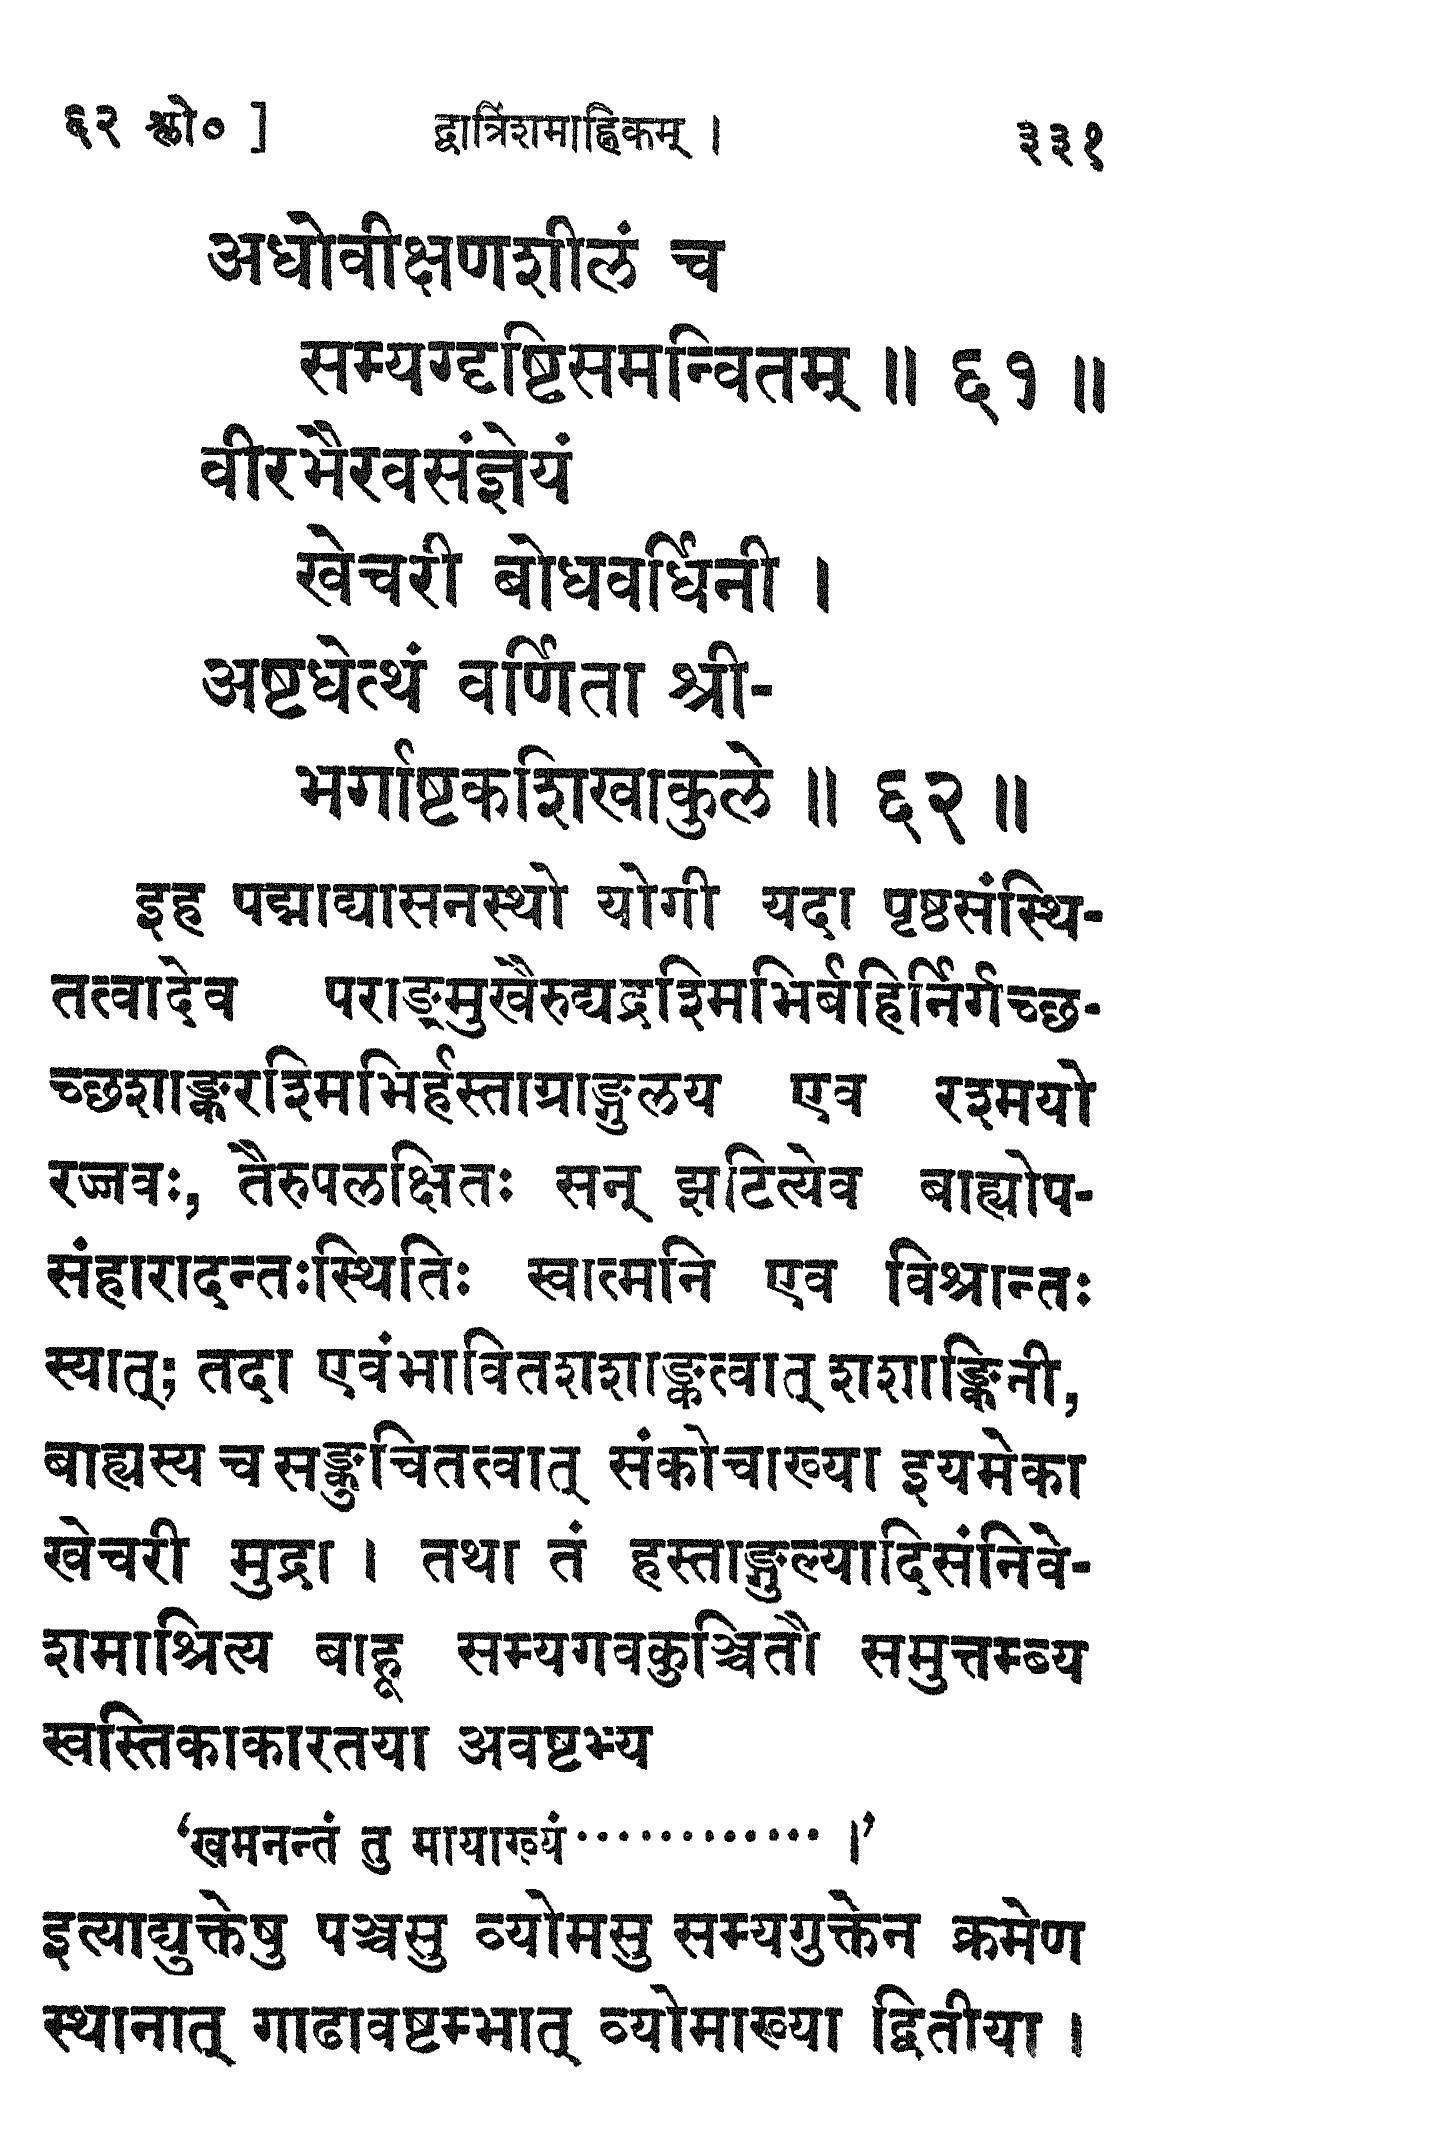 ६२ श्लो० ] द्वात्रिंशमाह्निकम् । ३३१
अधोवीक्षणशीलं च
सम्यग्दृष्टिसमन्वितम् ॥ ६१ ॥
वीरभैरवसंज्ञेयं
खेचरी बोधवर्धिनी ।
अष्टधेत्थं वर्णिता श्री-
भर्गाष्टकशिखाकुले ॥ ६२ ॥
इह पद्माद्यासनस्थो योगी यदा पृष्ठसंस्थि-
तत्वादेव पराङ्मुखैरुद्यद्रश्मिभिर्बहिर्निर्गच्छ-
च्छशाङ्करश्मिभिर्हस्ताग्राङ्गुलय एव रश्मयो
रज्जवः, तैरुपलक्षितः सन् झटित्येव बाह्योप-
संहारादन्तःस्थितिः स्वात्मनि एव विश्रान्तः
स्यात्; तदा एवंभावितशशाङ्कत्वात् शशाङ्किनी,
बाह्यस्य च सङ्कुचितत्वात् संकोचाख्या इयमेका
खेचरी मुद्रा । तथा तं हस्ताङ्गुल्यादिसंनिवे-
शमाश्रित्य बाहू सम्यगवकुञ्चितौ समुत्तम्ब्य
स्वस्तिकाकारतया अवष्टभ्य
‘खमनन्तं तु मायाख्यं············ ।’
इत्याद्युक्तेषु पञ्चसु व्योमसु सम्यगुक्तेन क्रमेण
स्थानात् गाढावष्टम्भात् व्योमाख्या द्वितीया ।